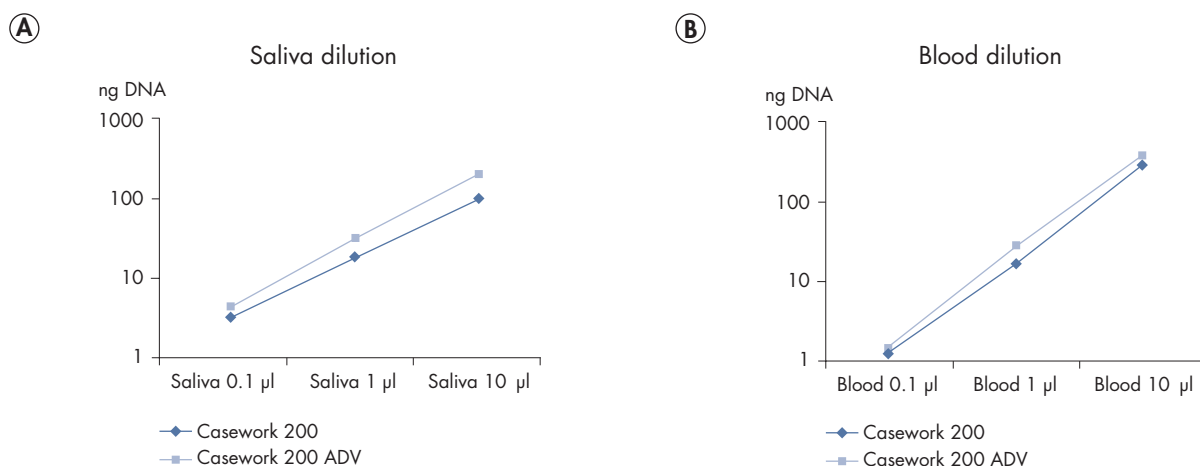 A
Saliva dilution
ng DNA
1000
100
10
1
Saliva 0.1 µl Saliva 1 µl Saliva 10 µl
Casework 200
Casework 200 ADV
B
Blood dilution
ng DNA
1000
100
10
1
Blood 0.1 µl Blood 1 µl Blood 10 µl
Casework 200
Casework 200 ADV